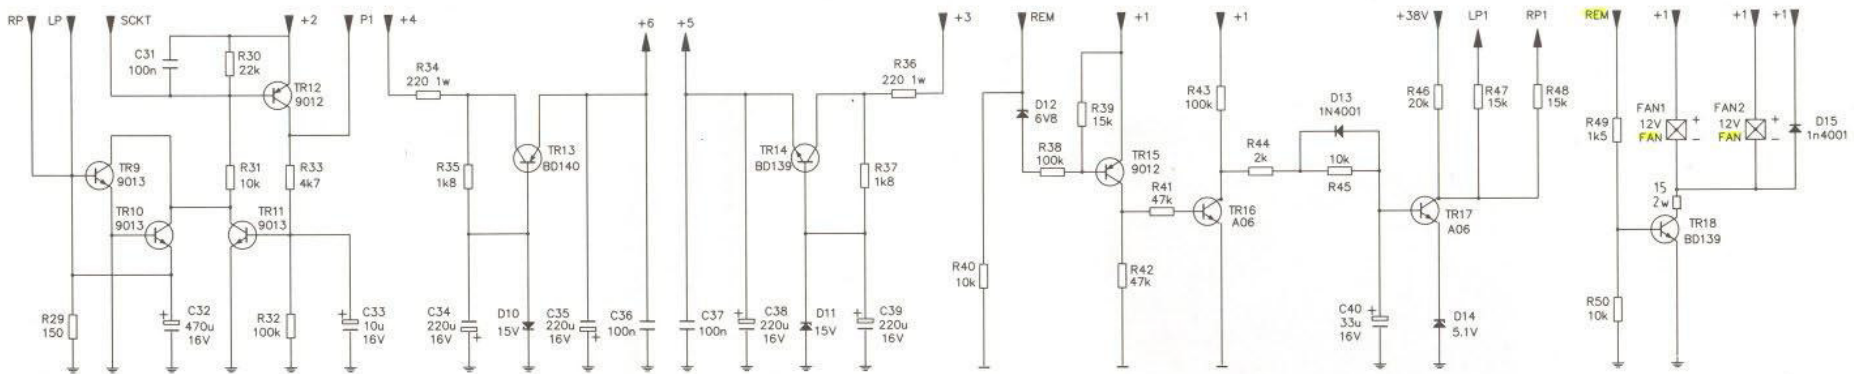 RP LP SCKT +2 P1 +4 +6 +5 +3 REM +1 +1 +38V LP1 RP1 REM +1 +1 +1
C31
100n
R30
22k
TR12
9012
TR9
9013
TR10
9013
R31
10k
R33
4k7
TR11
9013
R29
150
C32
470u
16V
R32
100k
C33
10u
16V
R34
220 1w
R35
1k8
TR13
BD140
C34
220u
16V
D10
15V
C35
220u
16V
C36
100n
R36
220 1w
TR14
BD139
R37
1k8
C37
100n
C38
220u
16V
D11
15V
C39
220u
16V
D12
6V8
R39
15k
R38
100k
TR15
9012
R40
10k
R41
47k
R42
47k
R43
100k
TR16
A06
R44
2k
D13
1N4001
10k
R45
C40
33u
16V
R46
20k
R47
15k
R48
15k
TR17
A06
D14
5.1V
R49
1k5
FAN1
12V
FAN
+
-
FAN2
12V
FAN
+
-
D15
1n4001
15
2w
TR18
BD139
R50
10k